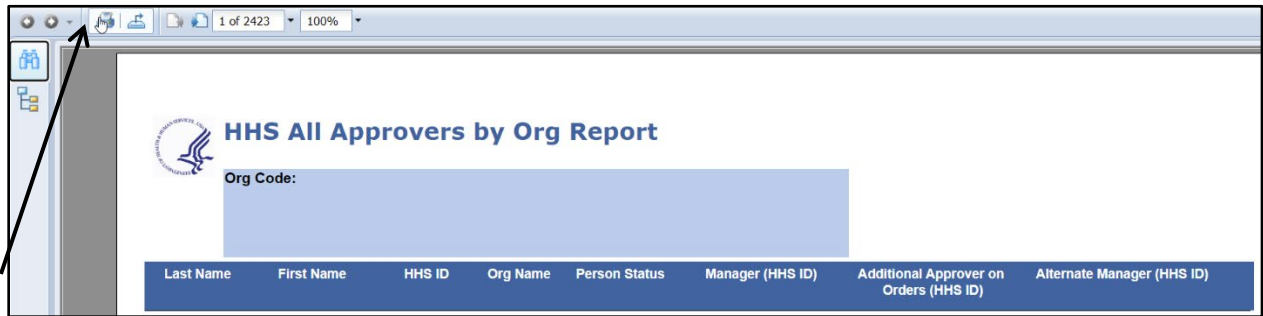 1 of 2423 100%
HHS All Approvers by Org Report
Org Code:
Last Name First Name HHS ID Org Name Person Status Manager (HHS ID) Additional Approver on Orders (HHS ID) Alternate Manager (HHS ID)